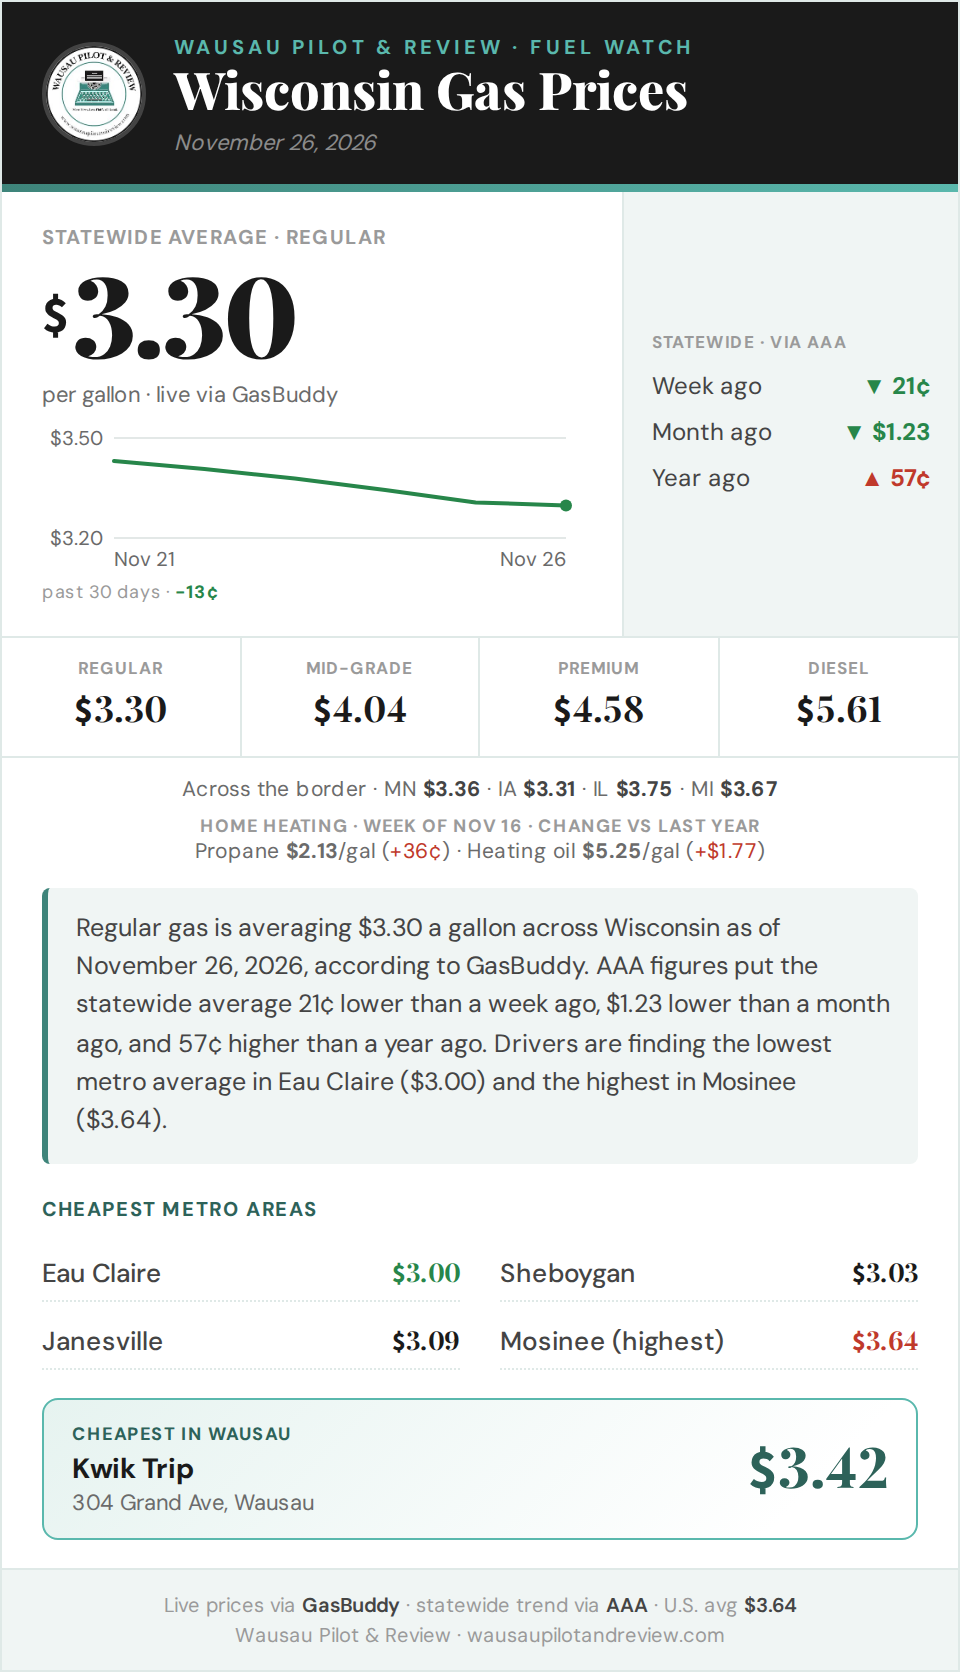 WAUSAU PILOT & REVIEW
www.wausaupilotandreview.com
WAUSAU PILOT & REVIEW · FUEL WATCH
Wisconsin Gas Prices
November 26, 2026
STATEWIDE AVERAGE · REGULAR
$3.30
per gallon · live via GasBuddy
$3.50
$3.20
Nov 21 Nov 26
past 30 days · -13¢
STATEWIDE · VIA AAA
Week ago ▼ 21¢
Month ago ▼ $1.23
Year ago ▲ 57¢
REGULAR
$3.30
MID-GRADE
$4.04
PREMIUM
$4.58
DIESEL
$5.61
Across the border · MN $3.36 · IA $3.31 · IL $3.75 · MI $3.67
HOME HEATING · WEEK OF NOV 16 · CHANGE VS LAST YEAR
Propane $2.13/gal (+36¢) · Heating oil $5.25/gal (+$1.77)
Regular gas is averaging $3.30 a gallon across Wisconsin as of
November 26, 2026, according to GasBuddy. AAA figures put the
statewide average 21¢ lower than a week ago, $1.23 lower than a month
ago, and 57¢ higher than a year ago. Drivers are finding the lowest
metro average in Eau Claire ($3.00) and the highest in Mosinee
($3.64).
CHEAPEST METRO AREAS
Eau Claire $3.00
Sheboygan $3.03
Janesville $3.09
Mosinee (highest) $3.64
CHEAPEST IN WAUSAU
Kwik Trip
304 Grand Ave, Wausau
$3.42
Live prices via GasBuddy · statewide trend via AAA · U.S. avg $3.64
Wausau Pilot & Review · wausaupilotandreview.com